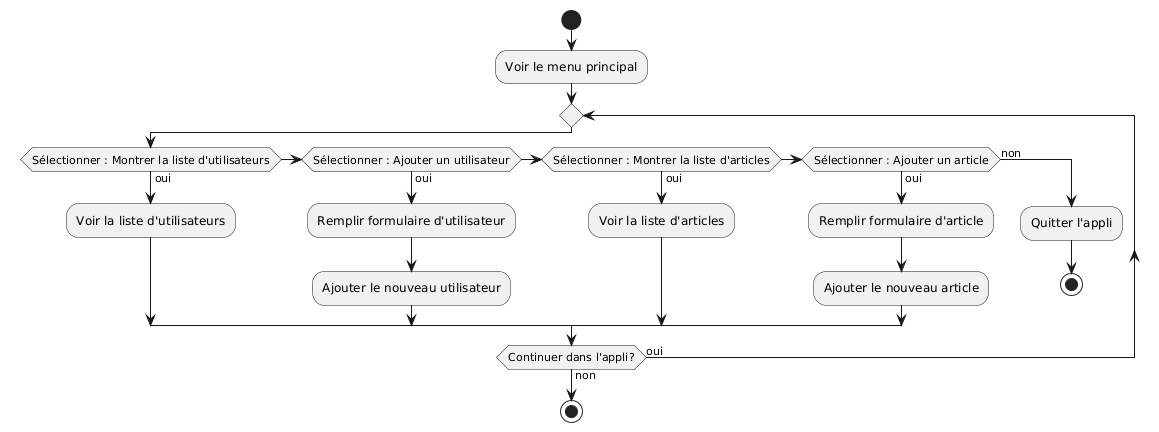 Voir le menu principal
Sélectionner : Montrer la liste d'utilisateurs
Sélectionner : Ajouter un utilisateur
Sélectionner : Montrer la liste d'articles
Sélectionner : Ajouter un article
non
oui
oui
oui
oui
Voir la liste d'utilisateurs
Remplir formulaire d'utilisateur
Voir la liste d'articles
Remplir formulaire d'article
Quitter l'appli
Ajouter le nouveau utilisateur
Ajouter le nouveau article
Continuer dans l'appli?
oui
non